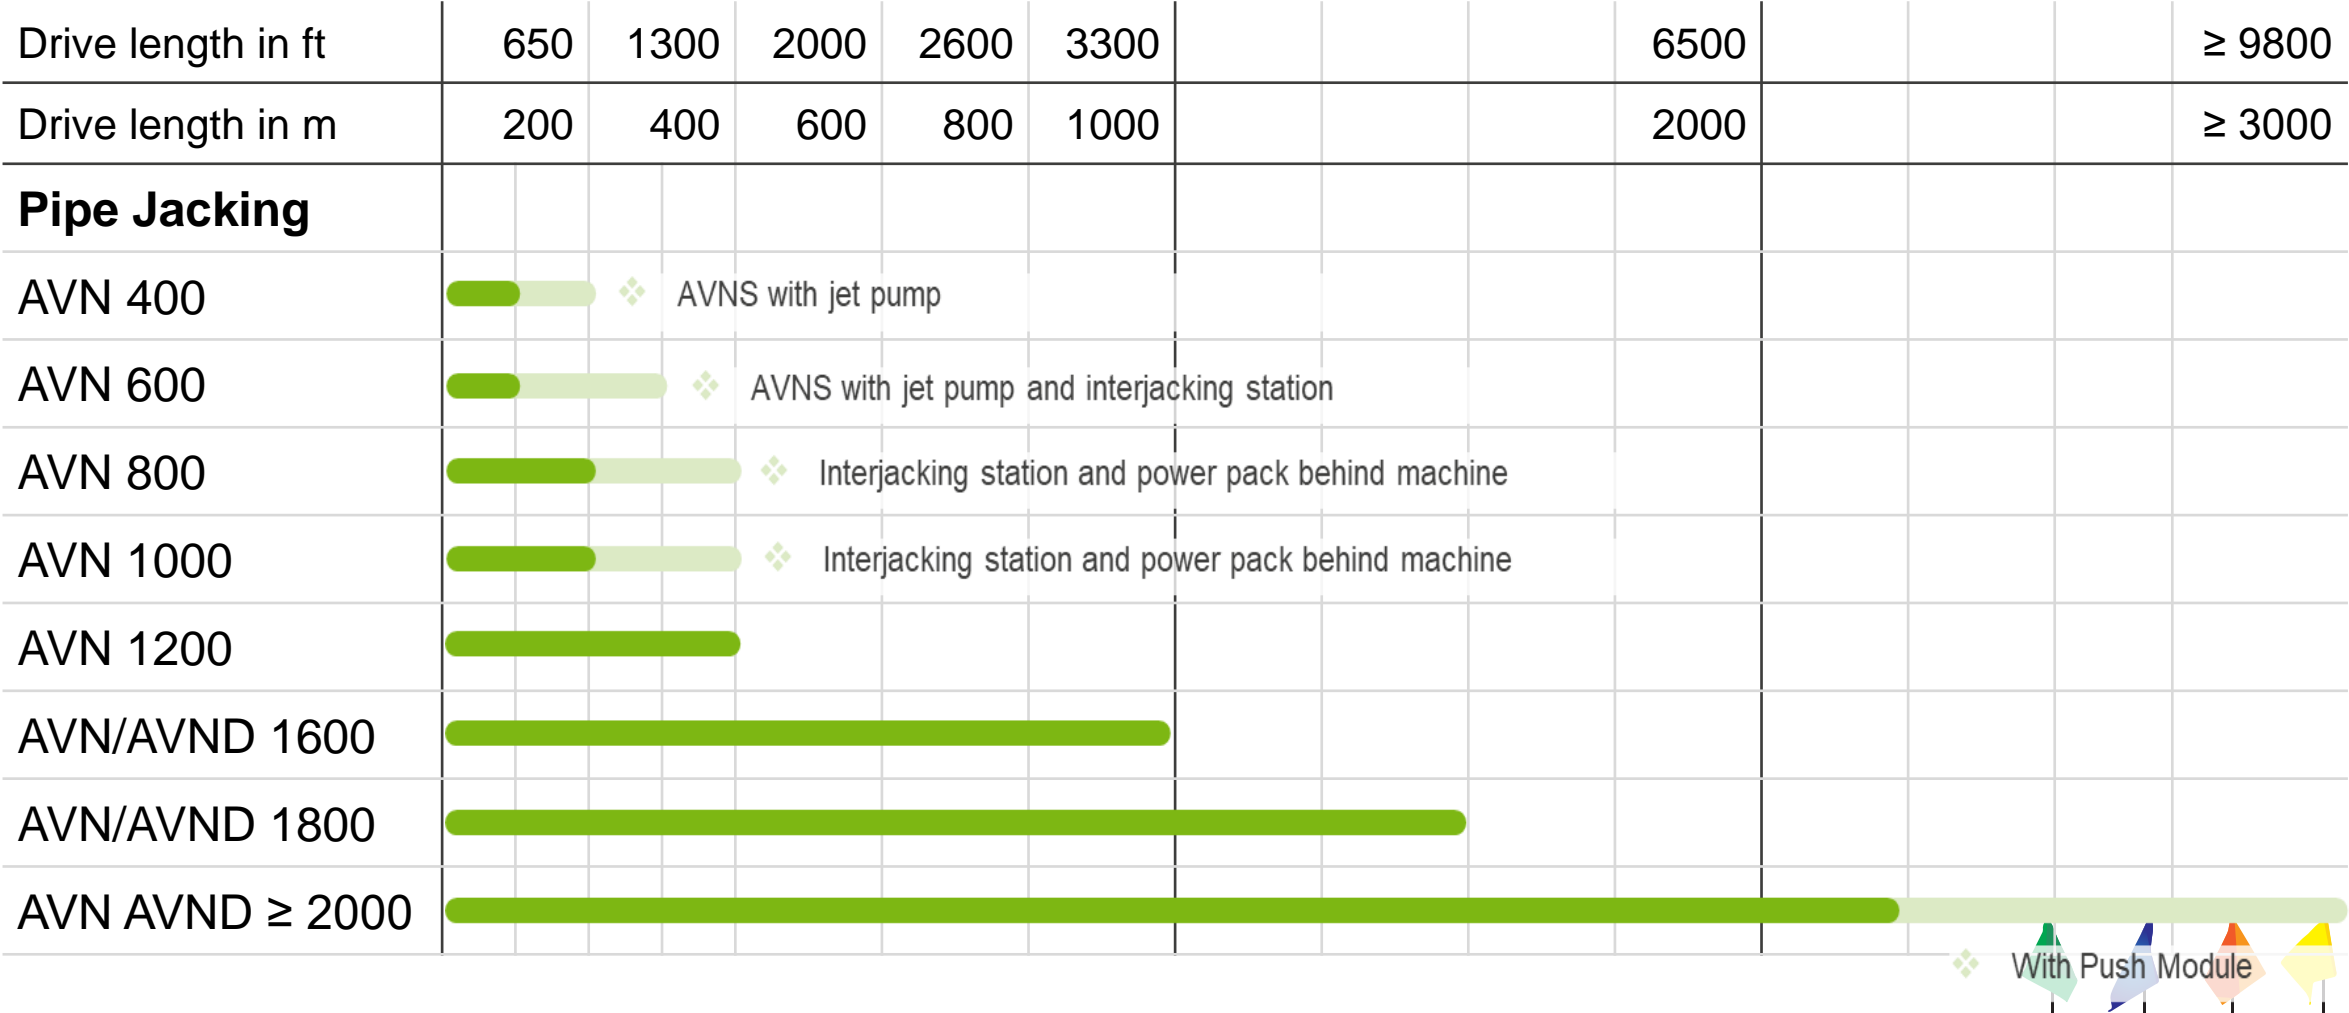 Drive length in ft 650 1300 2000 2600 3300 6500 ≥ 9800
Drive length in m 200 400 600 800 1000 2000 ≥ 3000
Pipe Jacking
AVN 400 AVNS with jet pump
AVN 600 AVNS with jet pump and interjacking station
AVN 800 Interjacking station and power pack behind machine
AVN 1000 Interjacking station and power pack behind machine
AVN 1200
AVN/AVND 1600
AVN/AVND 1800
AVN AVND ≥ 2000
With Push Module